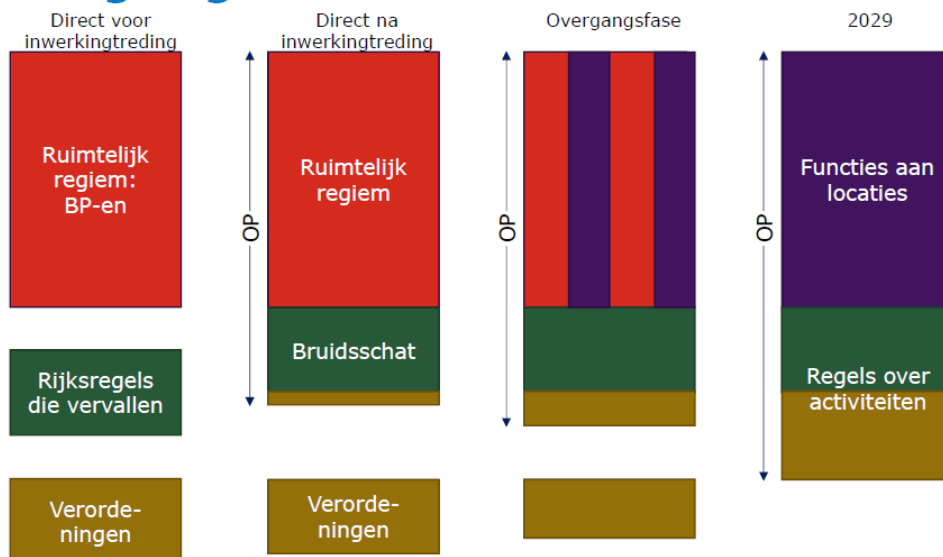 Direct voor
inwerkingtreding
Direct na
inwerkingtreding
Overgangsfase
2029
Ruimtelijk
regiem:
BP-en
Rijksregels
die vervallen
Verorde-
ningen
OP
Ruimtelijk
regiem
Bruidsschat
Verorde-
ningen
OP
OP
Functies aan
locaties
Regels over
activiteiten